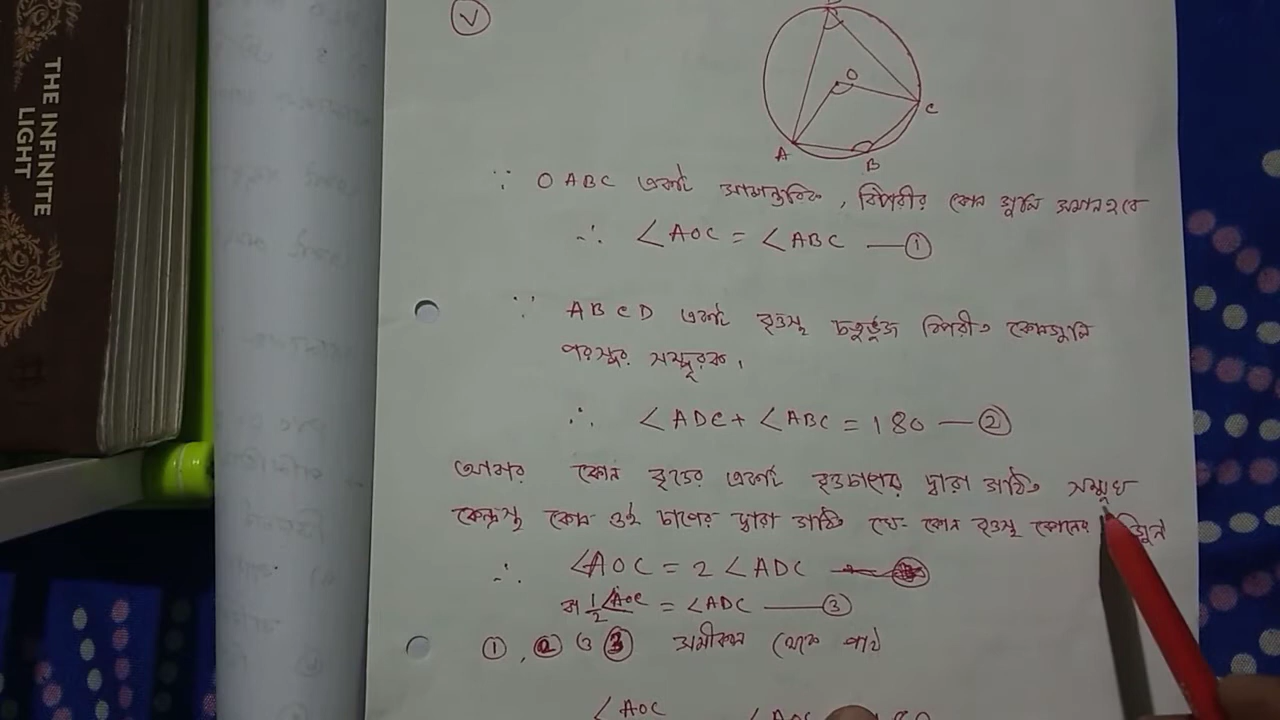 THE INFINITE
LIGHT
V
O
C
A
B
∵ OABC একটি সামান্তরিক, বিপরীর কোন গুলি সমান হবে
∴ ∠AOC = ∠ABC —①
∵ ABCD একটি বৃত্তস্থ চতুর্ভুজ বিপরীত কোনগুলি
পরস্পর সম্পূরক।
∴ ∠ADC + ∠ABC = 180 —②
আবার কোন বৃত্তের একটি বৃত্তচাপের দ্বারা গঠিত সম্মুখ
কেন্দ্রস্থ কোন ওই চাপের দ্বারা গঠিত যে-কোন বৃত্তস্থ কোনের দ্বিগুন
∴ ∠AOC = 2 ∠ADC
বা 1/2 ∠AOC = ∠ADC —③
①, ② ও ③ সমীকরন থেকে পাই
∠AOC